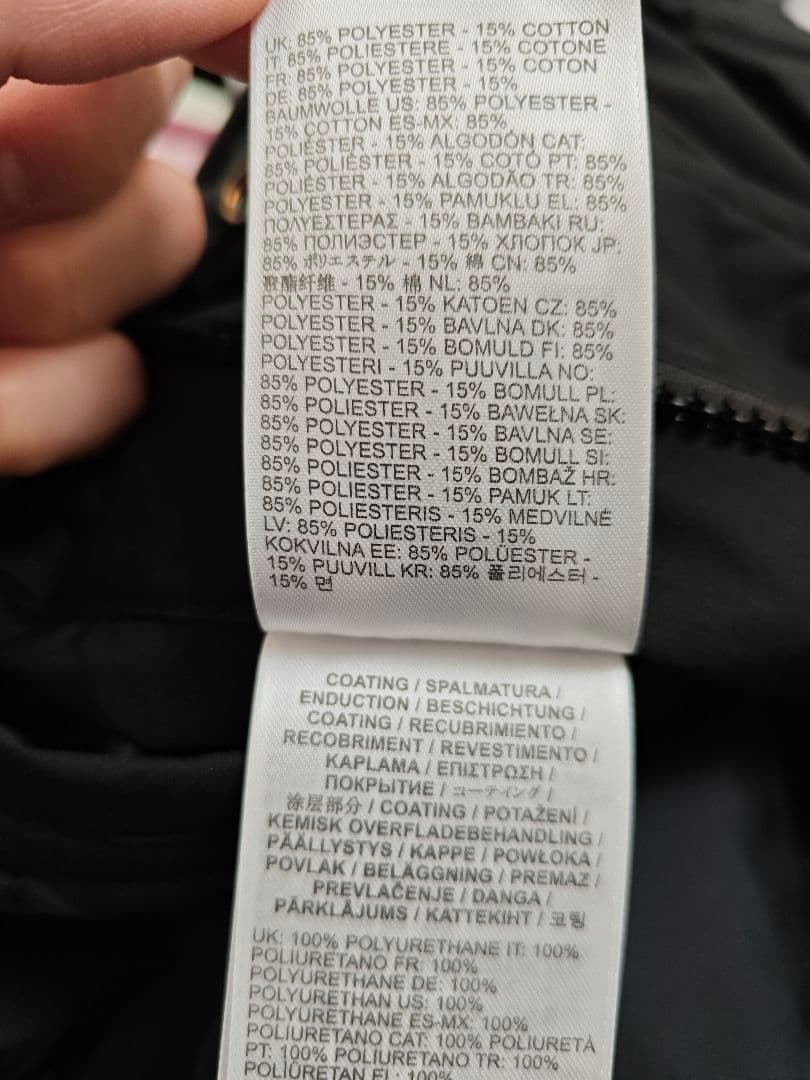 UK: 85% POLYESTER - 15% COTTON
IT: 85% POLIESTERE - 15% COTONE
FR: 85% POLYESTER - 15% COTON
DE: 85% POLYESTER - 15%
BAUMWOLLE US: 85% POLYESTER -
15% COTTON ES-MX: 85%
POLIÉSTER - 15% ALGODÓN CAT:
85% POLIÈSTER - 15% COTÓ PT: 85%
POLIÉSTER - 15% ALGODÃO TR: 85%
POLYESTER - 15% PAMUKLU EL: 85%
ΠΟΛΥΕΣΤΕΡΑΣ - 15% ΒΑΜΒΑΚΙ RU:
85% ПОЛИЭСТЕР - 15% ХЛОПОК JP:
85% ポリエステル - 15% 綿 CN: 85%
聚酯纤维 - 15% 棉 NL: 85%
POLYESTER - 15% KATOEN CZ: 85%
POLYESTER - 15% BAVLNA DK: 85%
POLYESTER - 15% BOMULD FI: 85%
POLYESTERI - 15% PUUVILLA NO:
85% POLYESTER - 15% BOMULL PL:
85% POLIESTER - 15% BAWEŁNA SK:
85% POLYESTER - 15% BAVLNA SE:
85% POLYESTER - 15% BOMULL SI:
85% POLIESTER - 15% BOMBAŽ HR:
85% POLIESTER - 15% PAMUK LT:
85% POLIESTERIS - 15% MEDVILNĖ
LV: 85% POLIESTERIS - 15%
KOKVILNA EE: 85% POLÜESTER -
15% PUUVILL KR: 85% 폴리에스터 -
15% 면
COATING / SPALMATURA /
ENDUCTION / BESCHICHTUNG /
COATING / RECUBRIMIENTO /
RECOBRIMENT / REVESTIMENTO /
KAPLAMA / ΕΠΙΣΤΡΩΣΗ /
ПОКРЫТИЕ / コーティング /
涂层部分 / COATING / POTAŽENÍ /
KEMISK OVERFLADEBEHANDLING /
PÄÄLLYSTYS / KAPPE / POWŁOKA /
POVLAK / BELÄGGNING / PREMAZ /
PREVLAČENJE / DANGA /
PĀRKLĀJUMS / KATTEKIHT / 코팅
UK: 100% POLYURETHANE IT: 100%
POLIURETANO FR: 100%
POLYURETHANE DE: 100%
POLYURETHAN US: 100%
POLYURETHANE ES-MX: 100%
POLIURETANO CAT: 100% POLIURETÀ
PT: 100% POLIURETANO TR: 100%
POLİÜRETAN EL: 100%